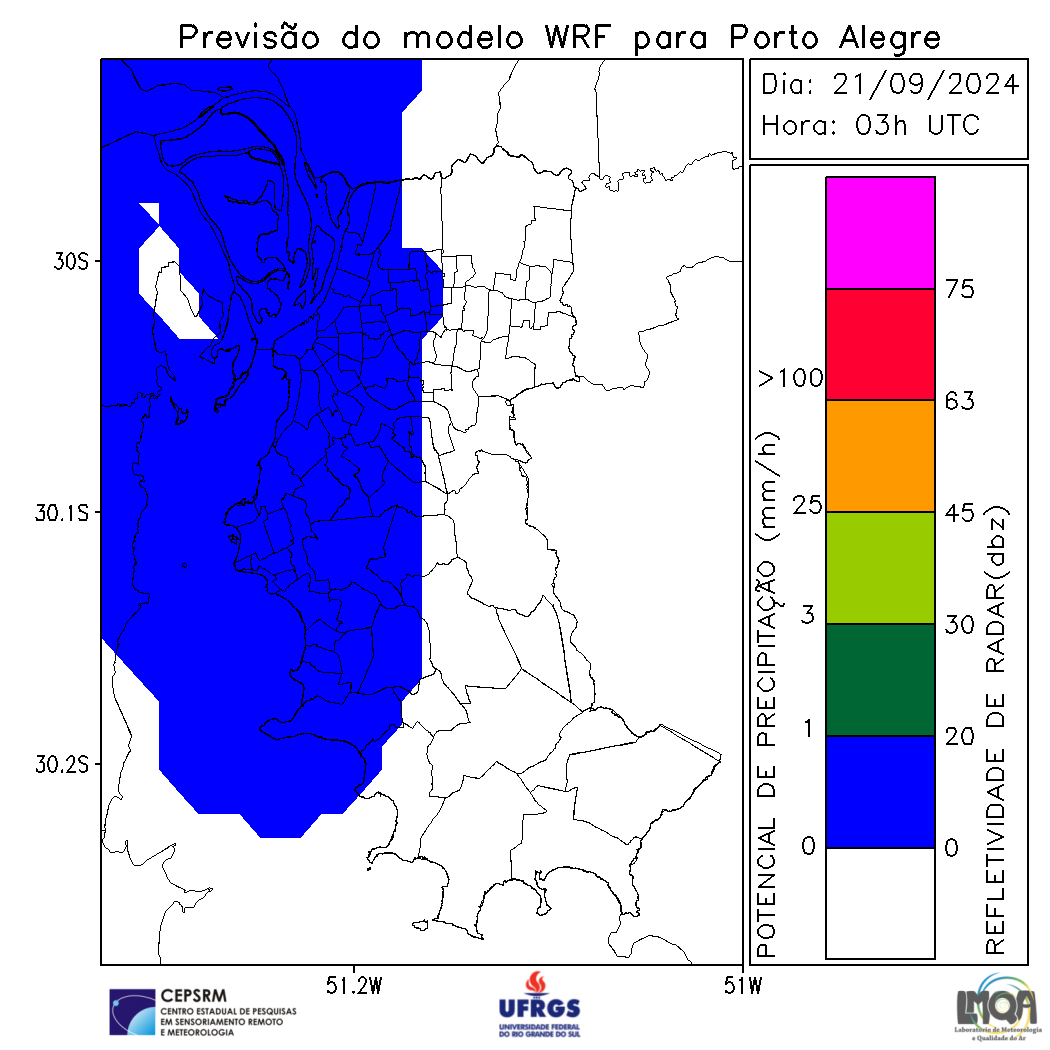 Previsão do modelo WRF para Porto Alegre
Dia: 21/09/2024
Hora: 03h UTC
30S
30.1S
30.2S
51.2W
51W
POTENCIAL DE PRECIPITAÇÃO (mm/h)
>100
25
3
1
0
75
63
45
30
20
0
REFLETIVIDADE DE RADAR(dbz)
CEPSRM
CENTRO ESTADUAL DE PESQUISAS
EM SENSORIAMENTO REMOTO
E METEOROLOGIA
UFRGS
UNIVERSIDADE FEDERAL
DO RIO GRANDE DO SUL
LMQA
Laboratório de Meteorologia
e Qualidade do Ar